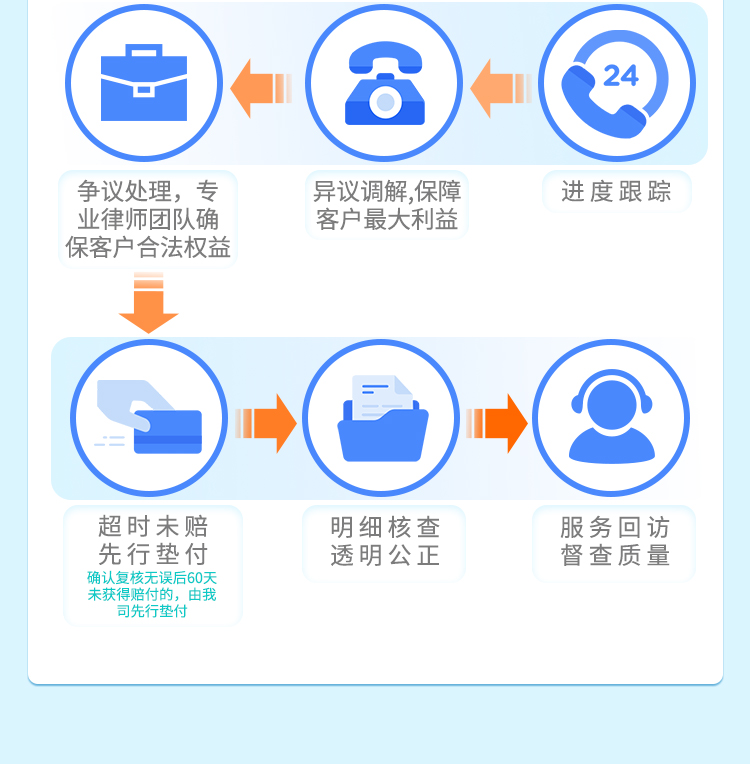 24
争议处理，专
业律师团队确
保客户合法权益
异议调解,保障
客户最大利益
进度跟踪
超时未赔
先行垫付
确认复核无误后60天
未获得赔付的，由我
司先行垫付
明细核查
透明公正
服务回访
督查质量